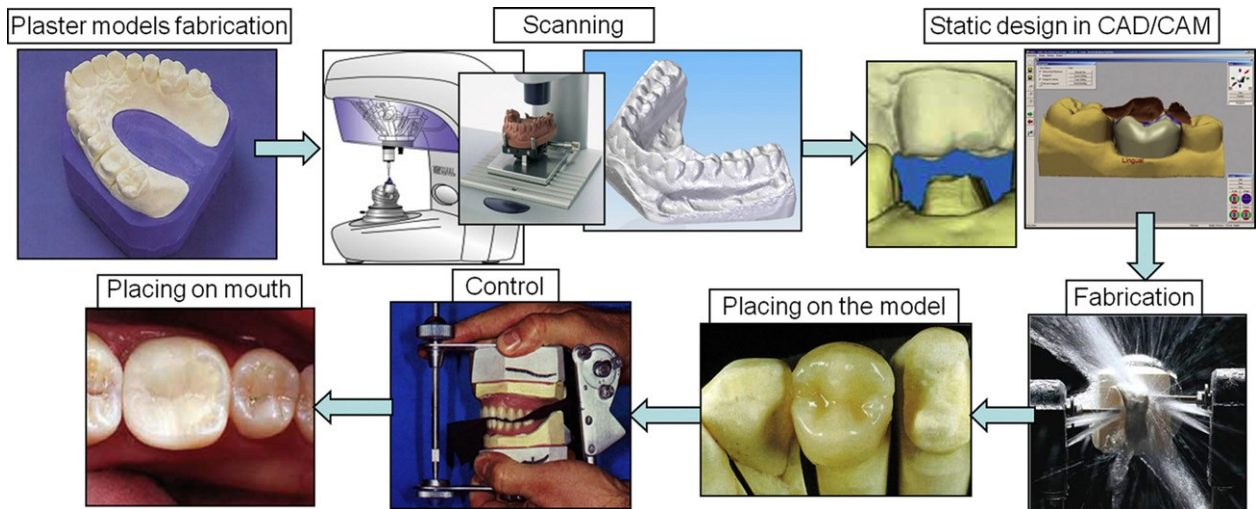 Plaster models fabrication
Scanning
Static design in CAD/CAM
Lingual
Fabrication
Placing on the model
Control
Placing on mouth